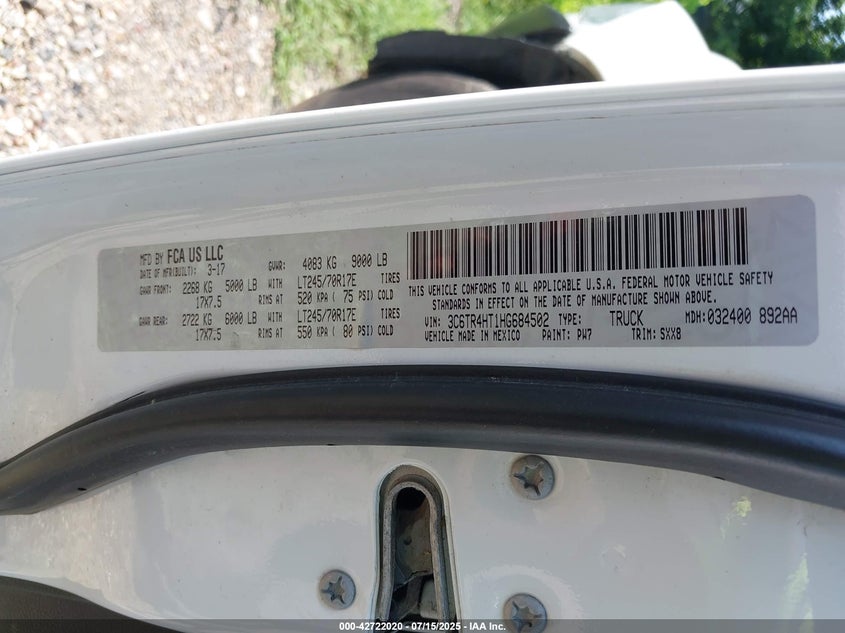 MFD BY FCA US LLC
DATE OF MFR(BUILT): 3-17 GVWR: 4083 KG 9000 LB
GAWR FRONT: 2268 KG 5000 LB WITH LT245/70R17E TIRES
17X7.5 RIMS AT 520 KPA ( 75 PSI) COLD
GAWR REAR: 2722 KG 6000 LB WITH LT245/70R17E TIRES
17X7.5 RIMS AT 550 KPA ( 80 PSI) COLD
THIS VEHICLE CONFORMS TO ALL APPLICABLE U.S.A. FEDERAL MOTOR VEHICLE SAFETY
STANDARDS IN EFFECT ON THE DATE OF MANUFACTURE SHOWN ABOVE.
VIN: 3C6TR4HT1HG684502 TYPE: TRUCK MDH: 032400 892AA
VEHICLE MADE IN MEXICO PAINT: PW7 TRIM: SXX8
000-42722020 - 07/15/2025 - IAA Inc.